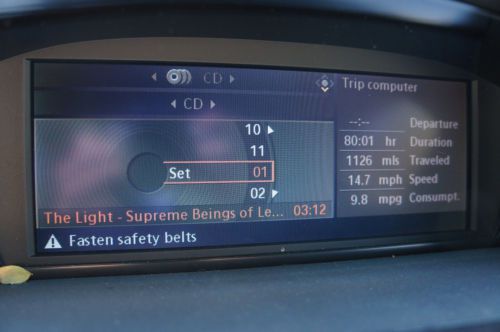 CD
CD
10
11
Set 01
02
The Light - Supreme Beings of Le... 03:12
Fasten safety belts
Trip computer
--:-- Departure
80:01 hr Duration
1126 mls Traveled
14.7 mph Speed
9.8 mpg Consumpt.